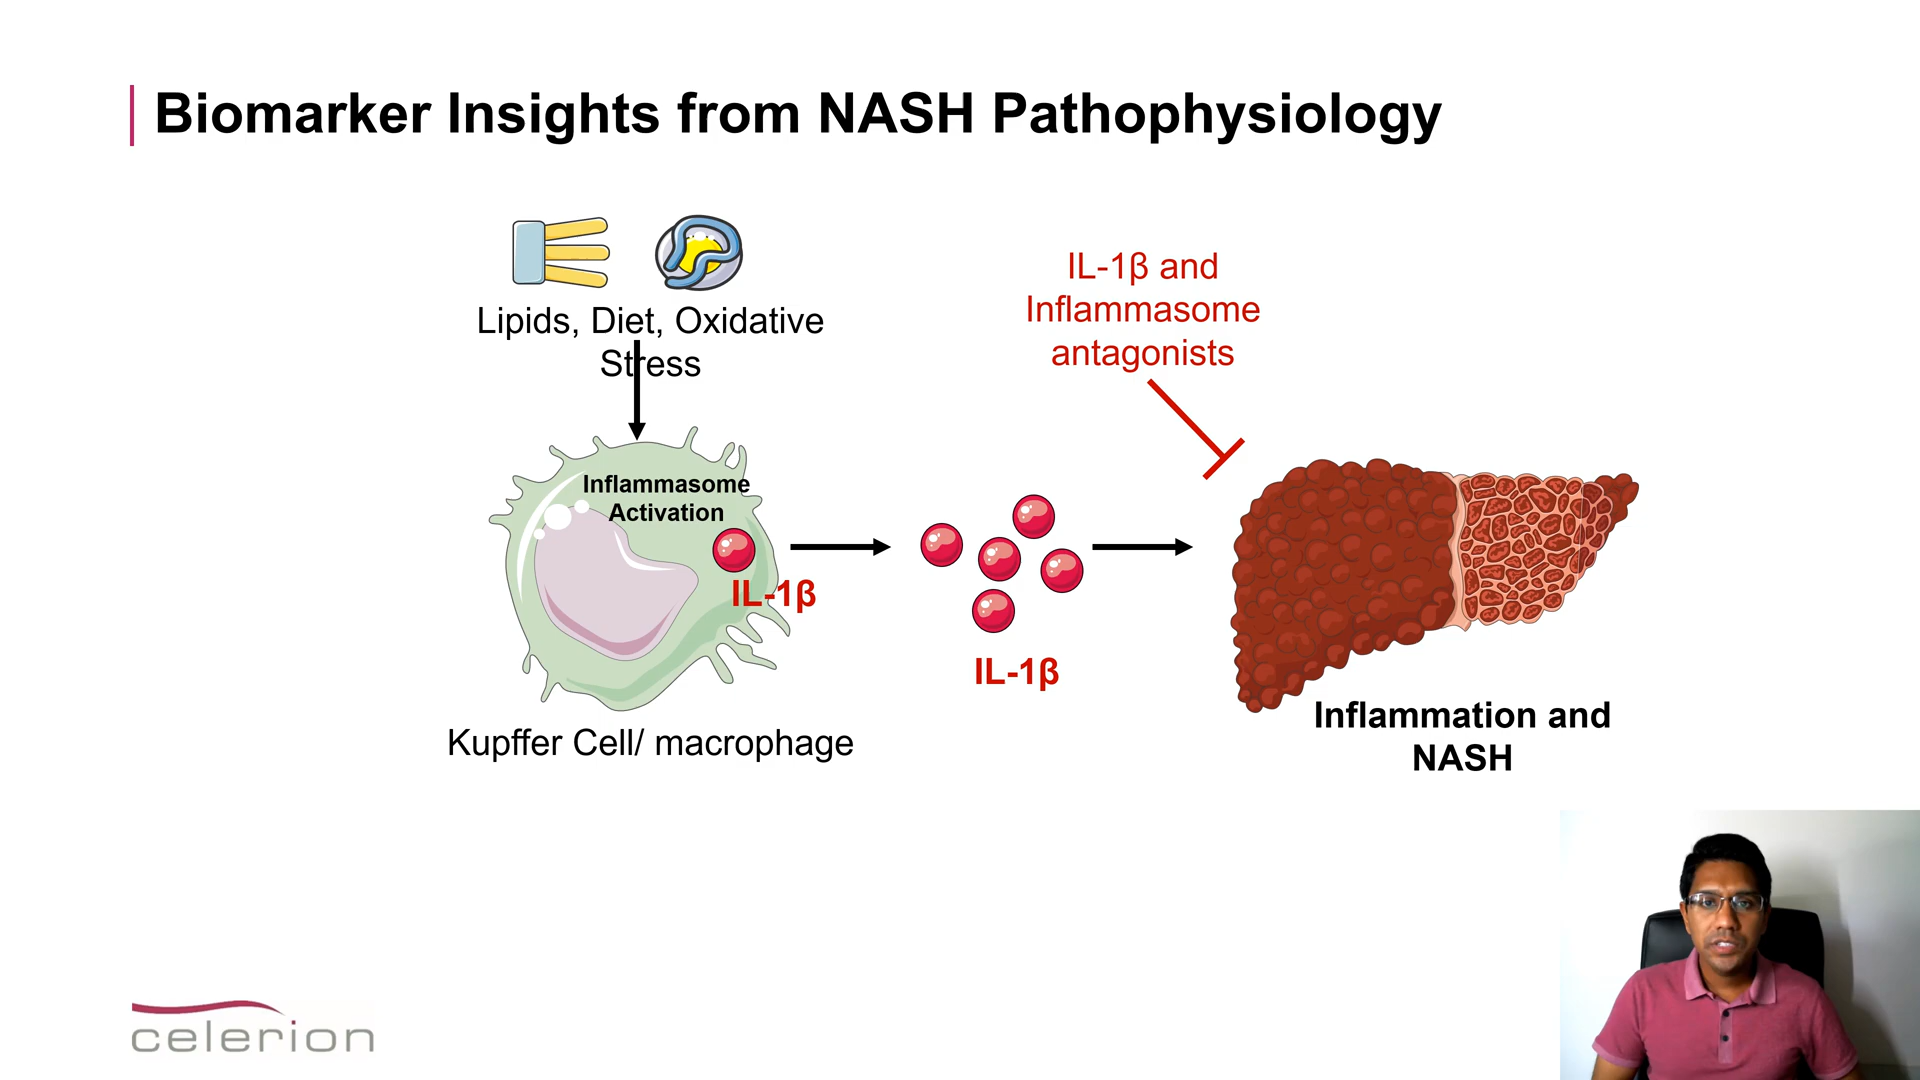 Biomarker Insights from NASH Pathophysiology
Lipids, Diet, Oxidative
Stress
IL-1β and
Inflammasome
antagonists
Inflammasome
Activation
IL-1β
IL-1β
Kupffer Cell/ macrophage
Inflammation and
NASH
celerion